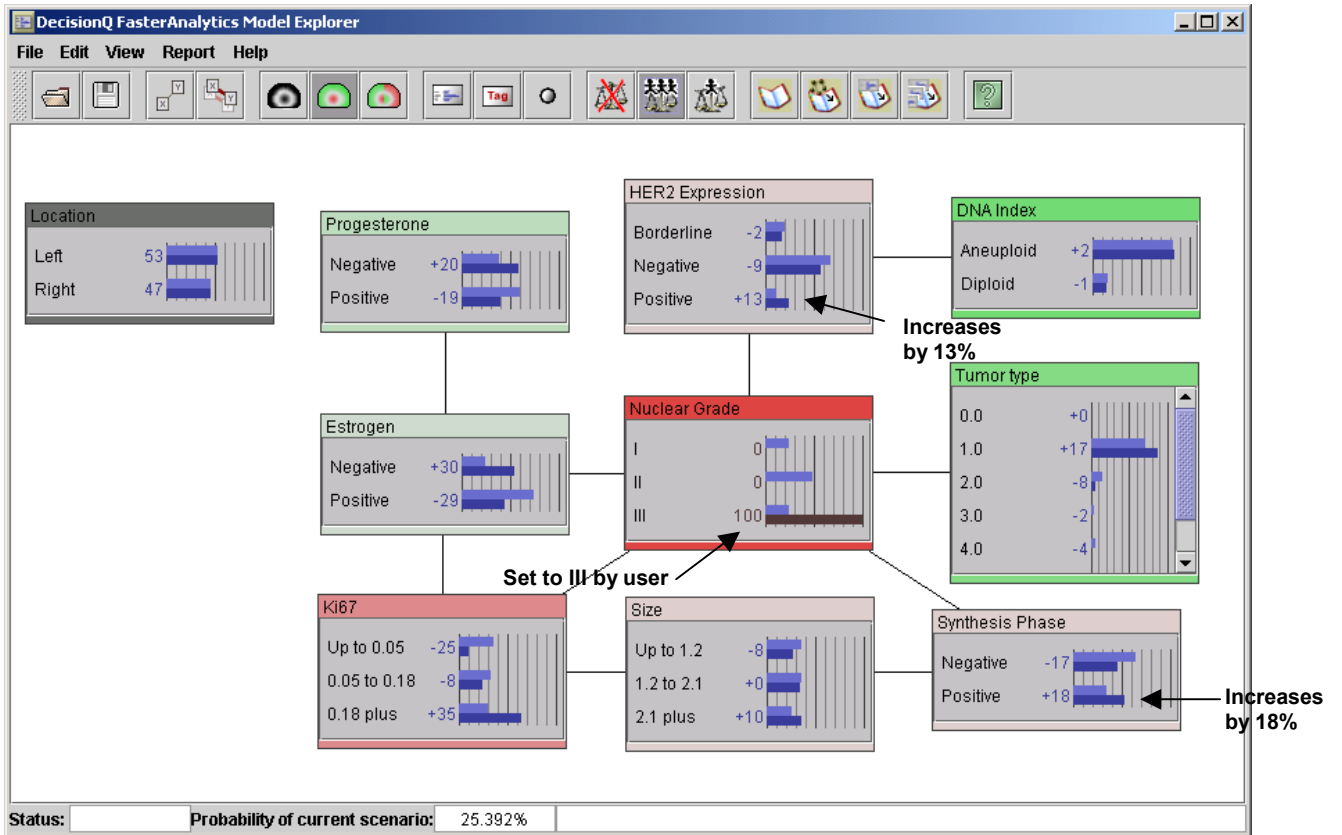 DecisionQ FasterAnalytics Model Explorer
File Edit View Report Help
Tag
Location
Left 53
Right 47
Progesterone
Negative +20
Positive -19
HER2 Expression
Borderline -2
Negative -9
Positive +13
Increases
by 13%
DNA Index
Aneuploid +2
Diploid -1
Estrogen
Negative +30
Positive -29
Nuclear Grade
I 0
II 0
III 100
Set to III by user
Tumor type
0.0 +0
1.0 +17
2.0 -8
3.0 -2
4.0 -4
Ki67
Up to 0.05 -25
0.05 to 0.18 -8
0.18 plus +35
Size
Up to 1.2 -8
1.2 to 2.1 +0
2.1 plus +10
Synthesis Phase
Negative -17
Positive +18
Increases
by 18%
Status: Probability of current scenario: 25.392%